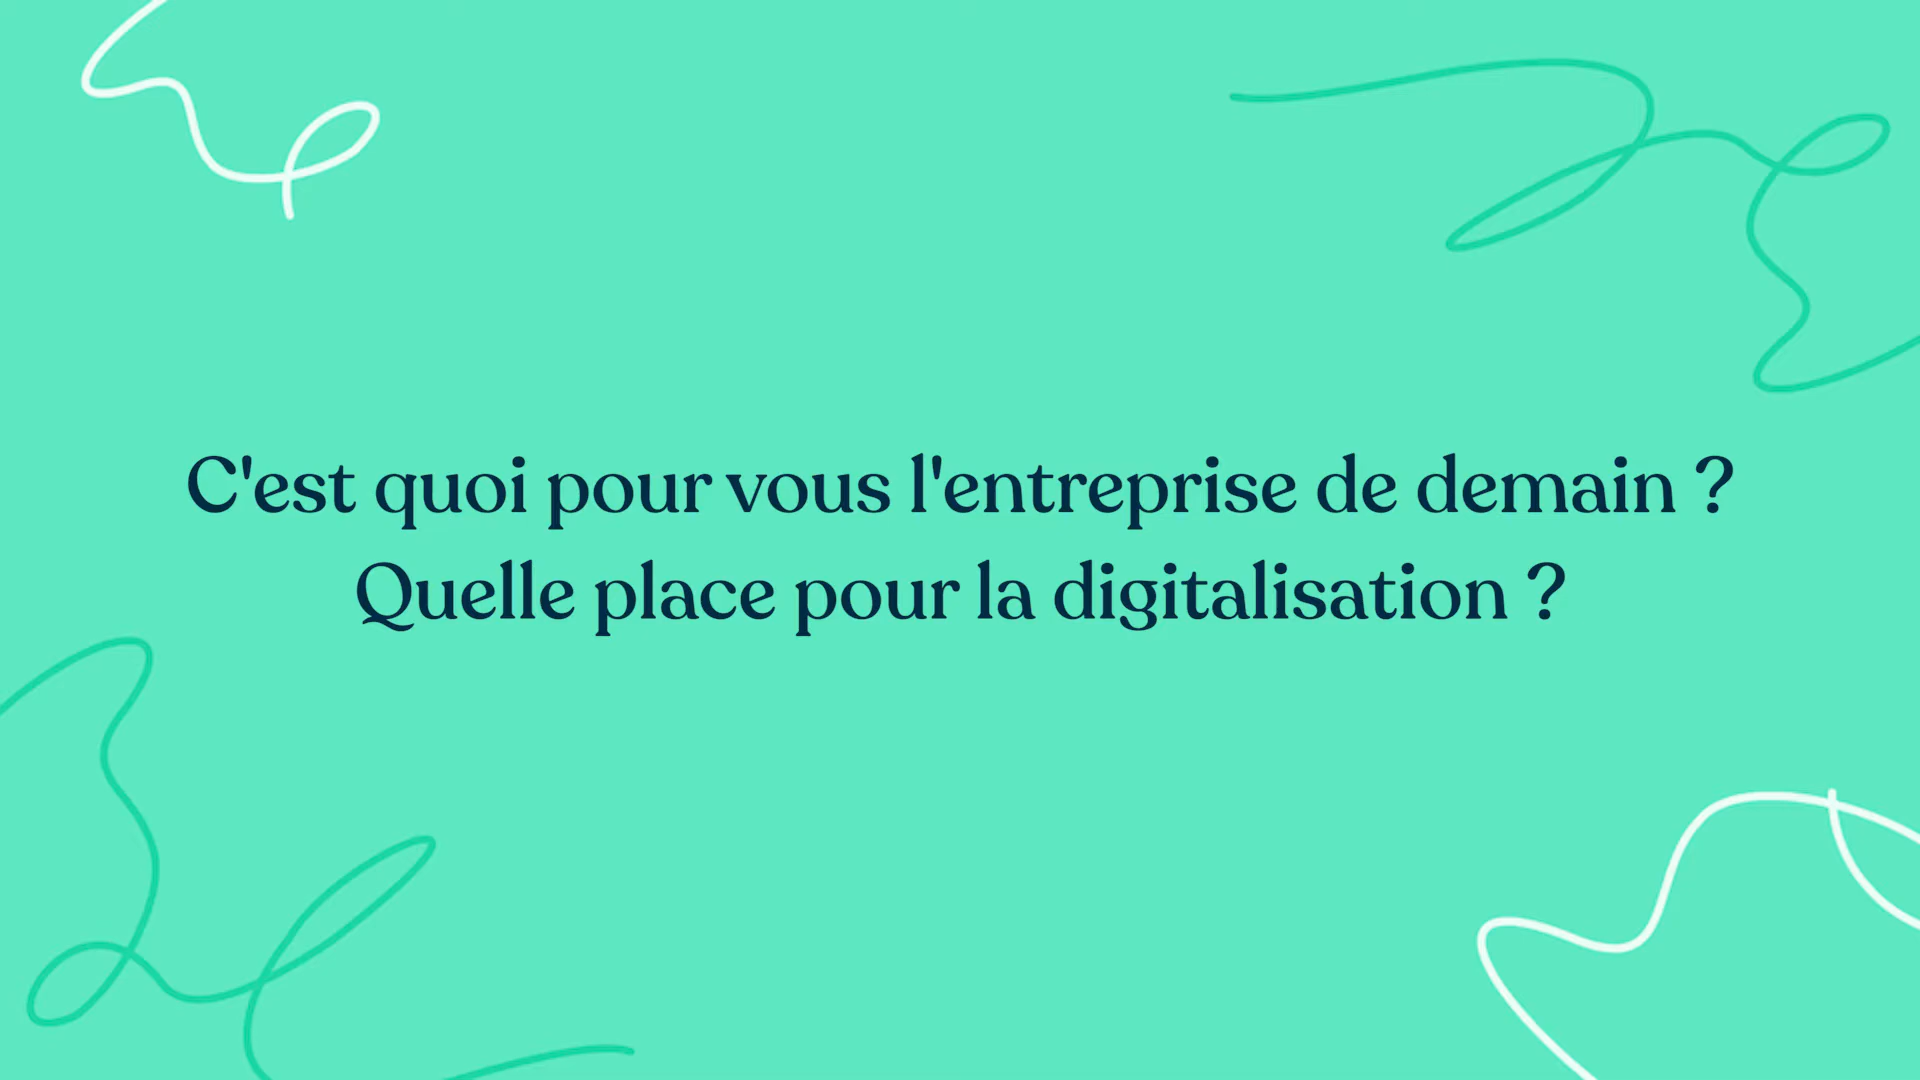 C'est quoi pour vous l'entreprise de demain ?
Quelle place pour la digitalisation ?